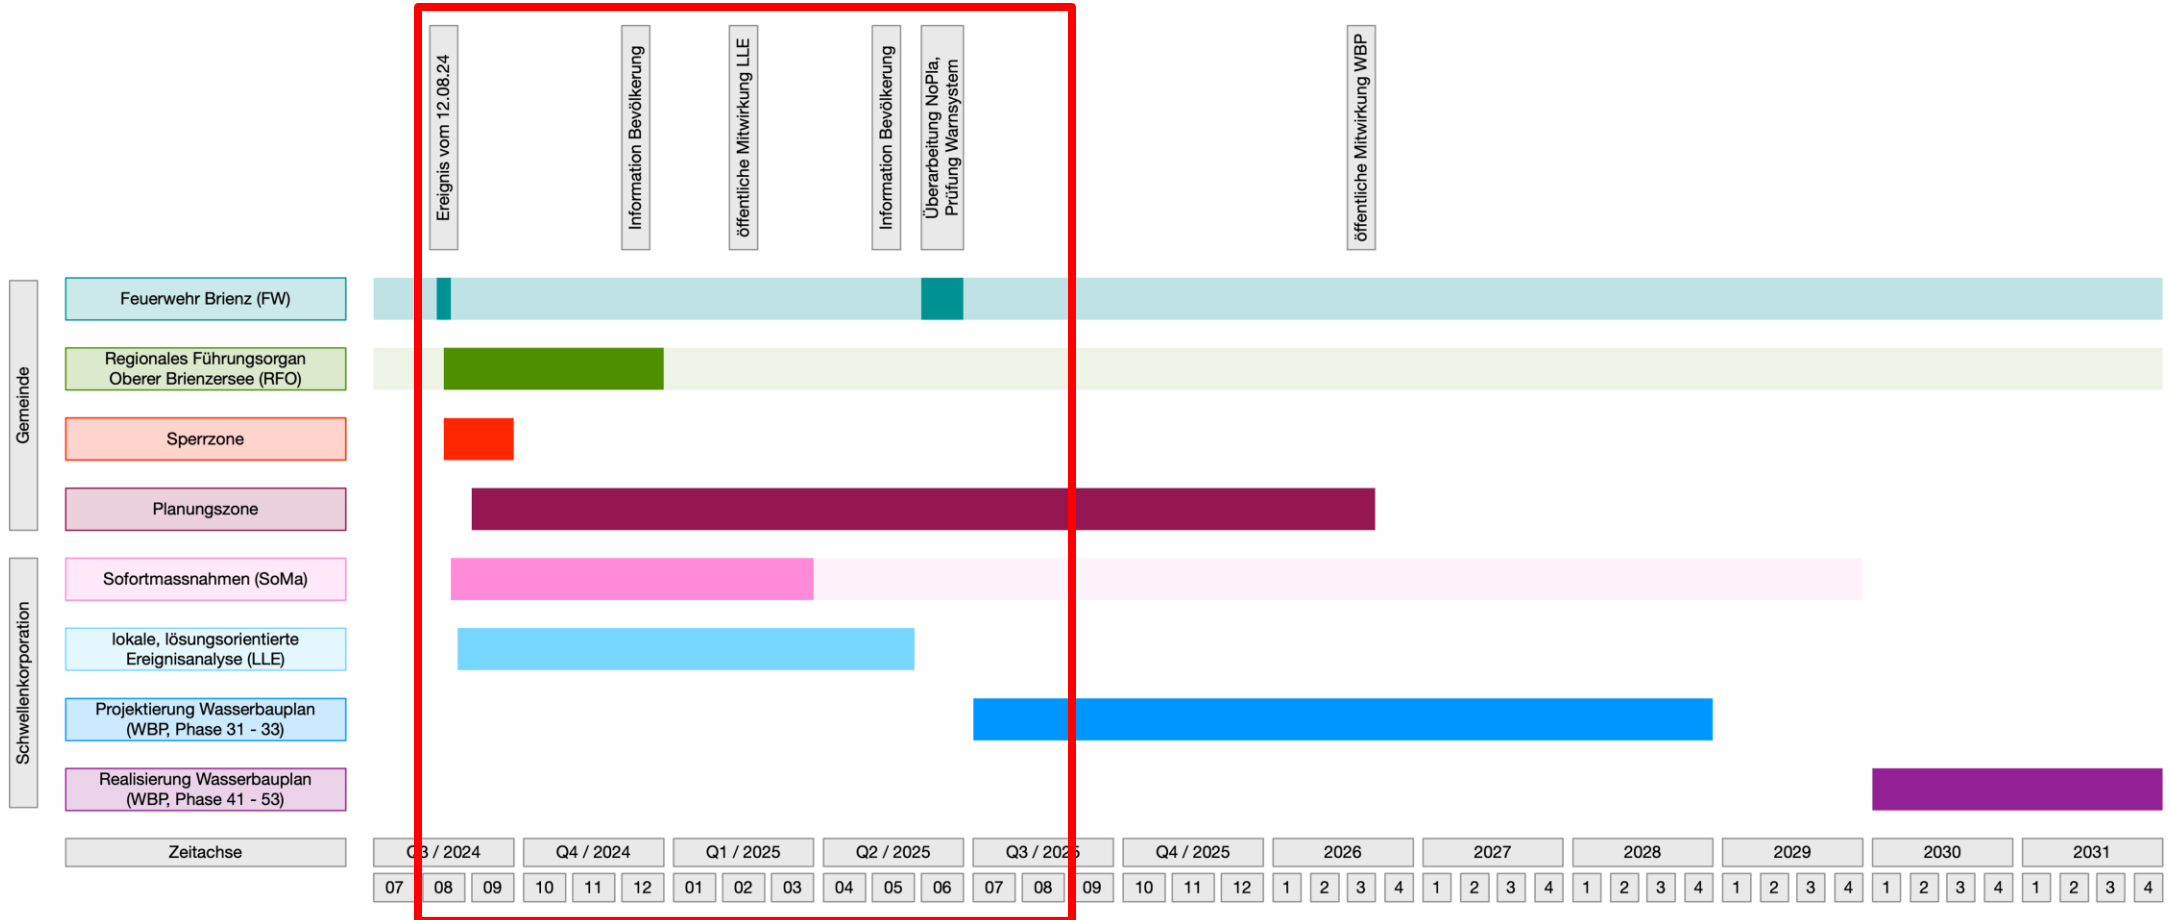 Ereignis vom 12.08.24
Information Bevölkerung
öffentliche Mitwirkung LLE
Information Bevölkerung
Überarbeitung NoPla,
Prüfung Warnsystem
öffentliche Mitwirkung WBP
Gemeinde
Feuerwehr Brienz (FW)
Regionales Führungsorgan
Oberer Brienzersee (RFO)
Sperrzone
Planungszone
Schwellenkorporation
Sofortmassnahmen (SoMa)
lokale, lösungsorientierte
Ereignisanalyse (LLE)
Projektierung Wasserbauplan
(WBP, Phase 31 - 33)
Realisierung Wasserbauplan
(WBP, Phase 41 - 53)
Zeitachse
Q3 / 2024 Q4 / 2024 Q1 / 2025 Q2 / 2025 Q3 / 2025 Q4 / 2025 2026 2027 2028 2029 2030 2031
07 08 09 10 11 12 01 02 03 04 05 06 07 08 09 10 11 12 1 2 3 4 1 2 3 4 1 2 3 4 1 2 3 4 1 2 3 4 1 2 3 4